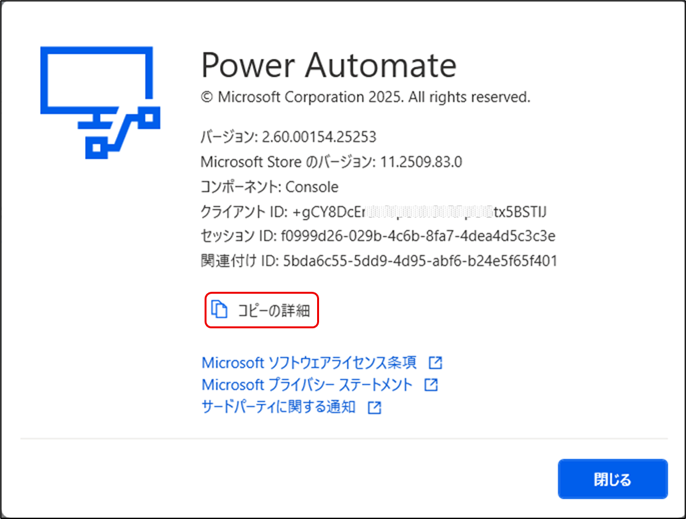 Power Automate
© Microsoft Corporation 2025. All rights reserved.
バージョン: 2.60.00154.25253
Microsoft Store のバージョン: 11.2509.83.0
コンポーネント: Console
クライアント ID: +gCY8DcE tx5BSTIJ
セッション ID: f0999d26-029b-4c6b-8fa7-4dea4d5c3c3e
関連付け ID: 5bda6c55-5dd9-4d95-abf6-b24e5f65f401
コピーの詳細
Microsoft ソフトウェアライセンス条項
Microsoft プライバシー ステートメント
サードパーティに関する通知
閉じる